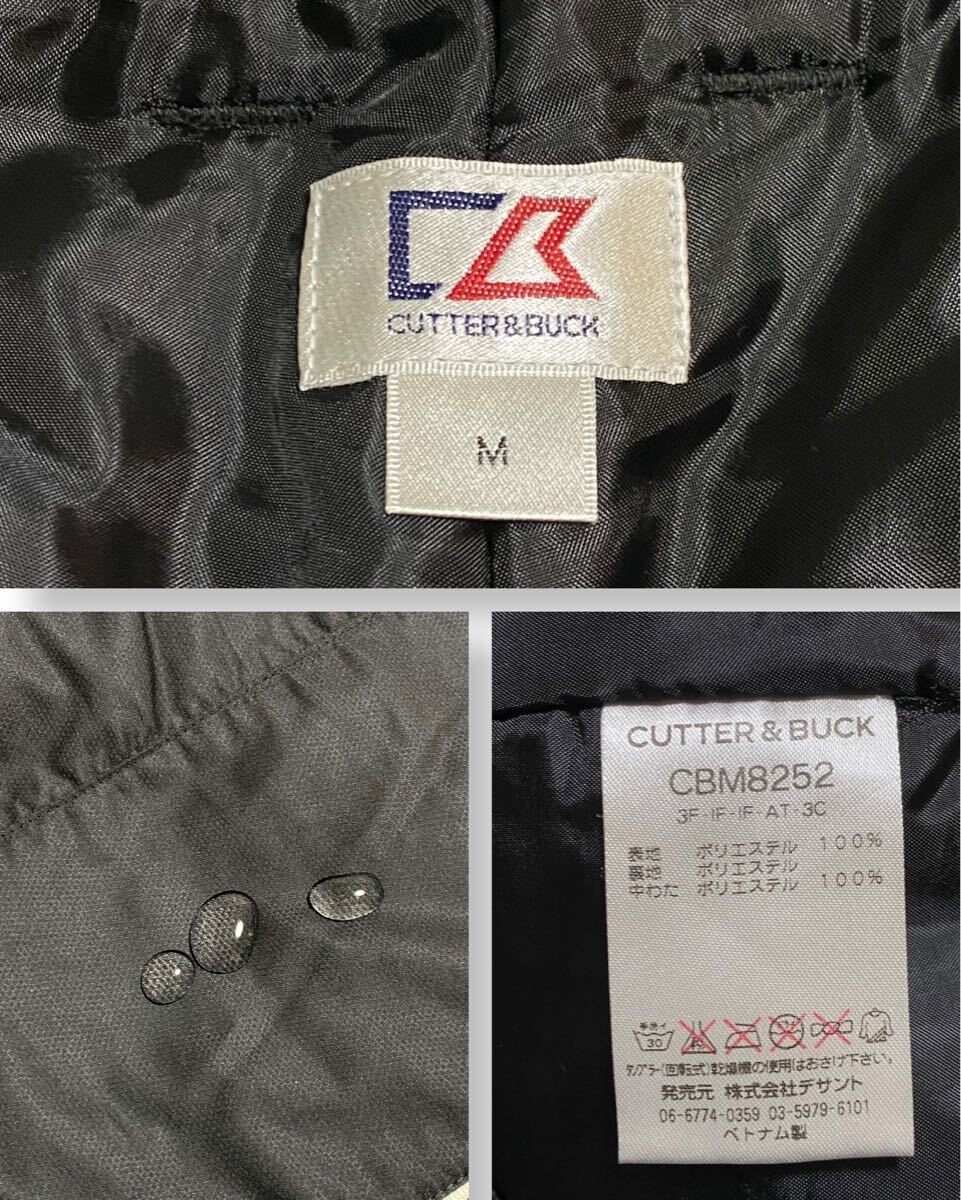 CUTTER&BUCK
M
CUTTER & BUCK
CBM8252
3F-IF-IF-AT-3C
表地 ポリエステル 100%
裏地 ポリエステル
中わた ポリエステル 100%
手洗イ
30
タンブラー(回転式)乾燥機の使用はおさけ下さい。
発売元 株式会社デサント
06-6774-0359 03-5979-6101
ベトナム製